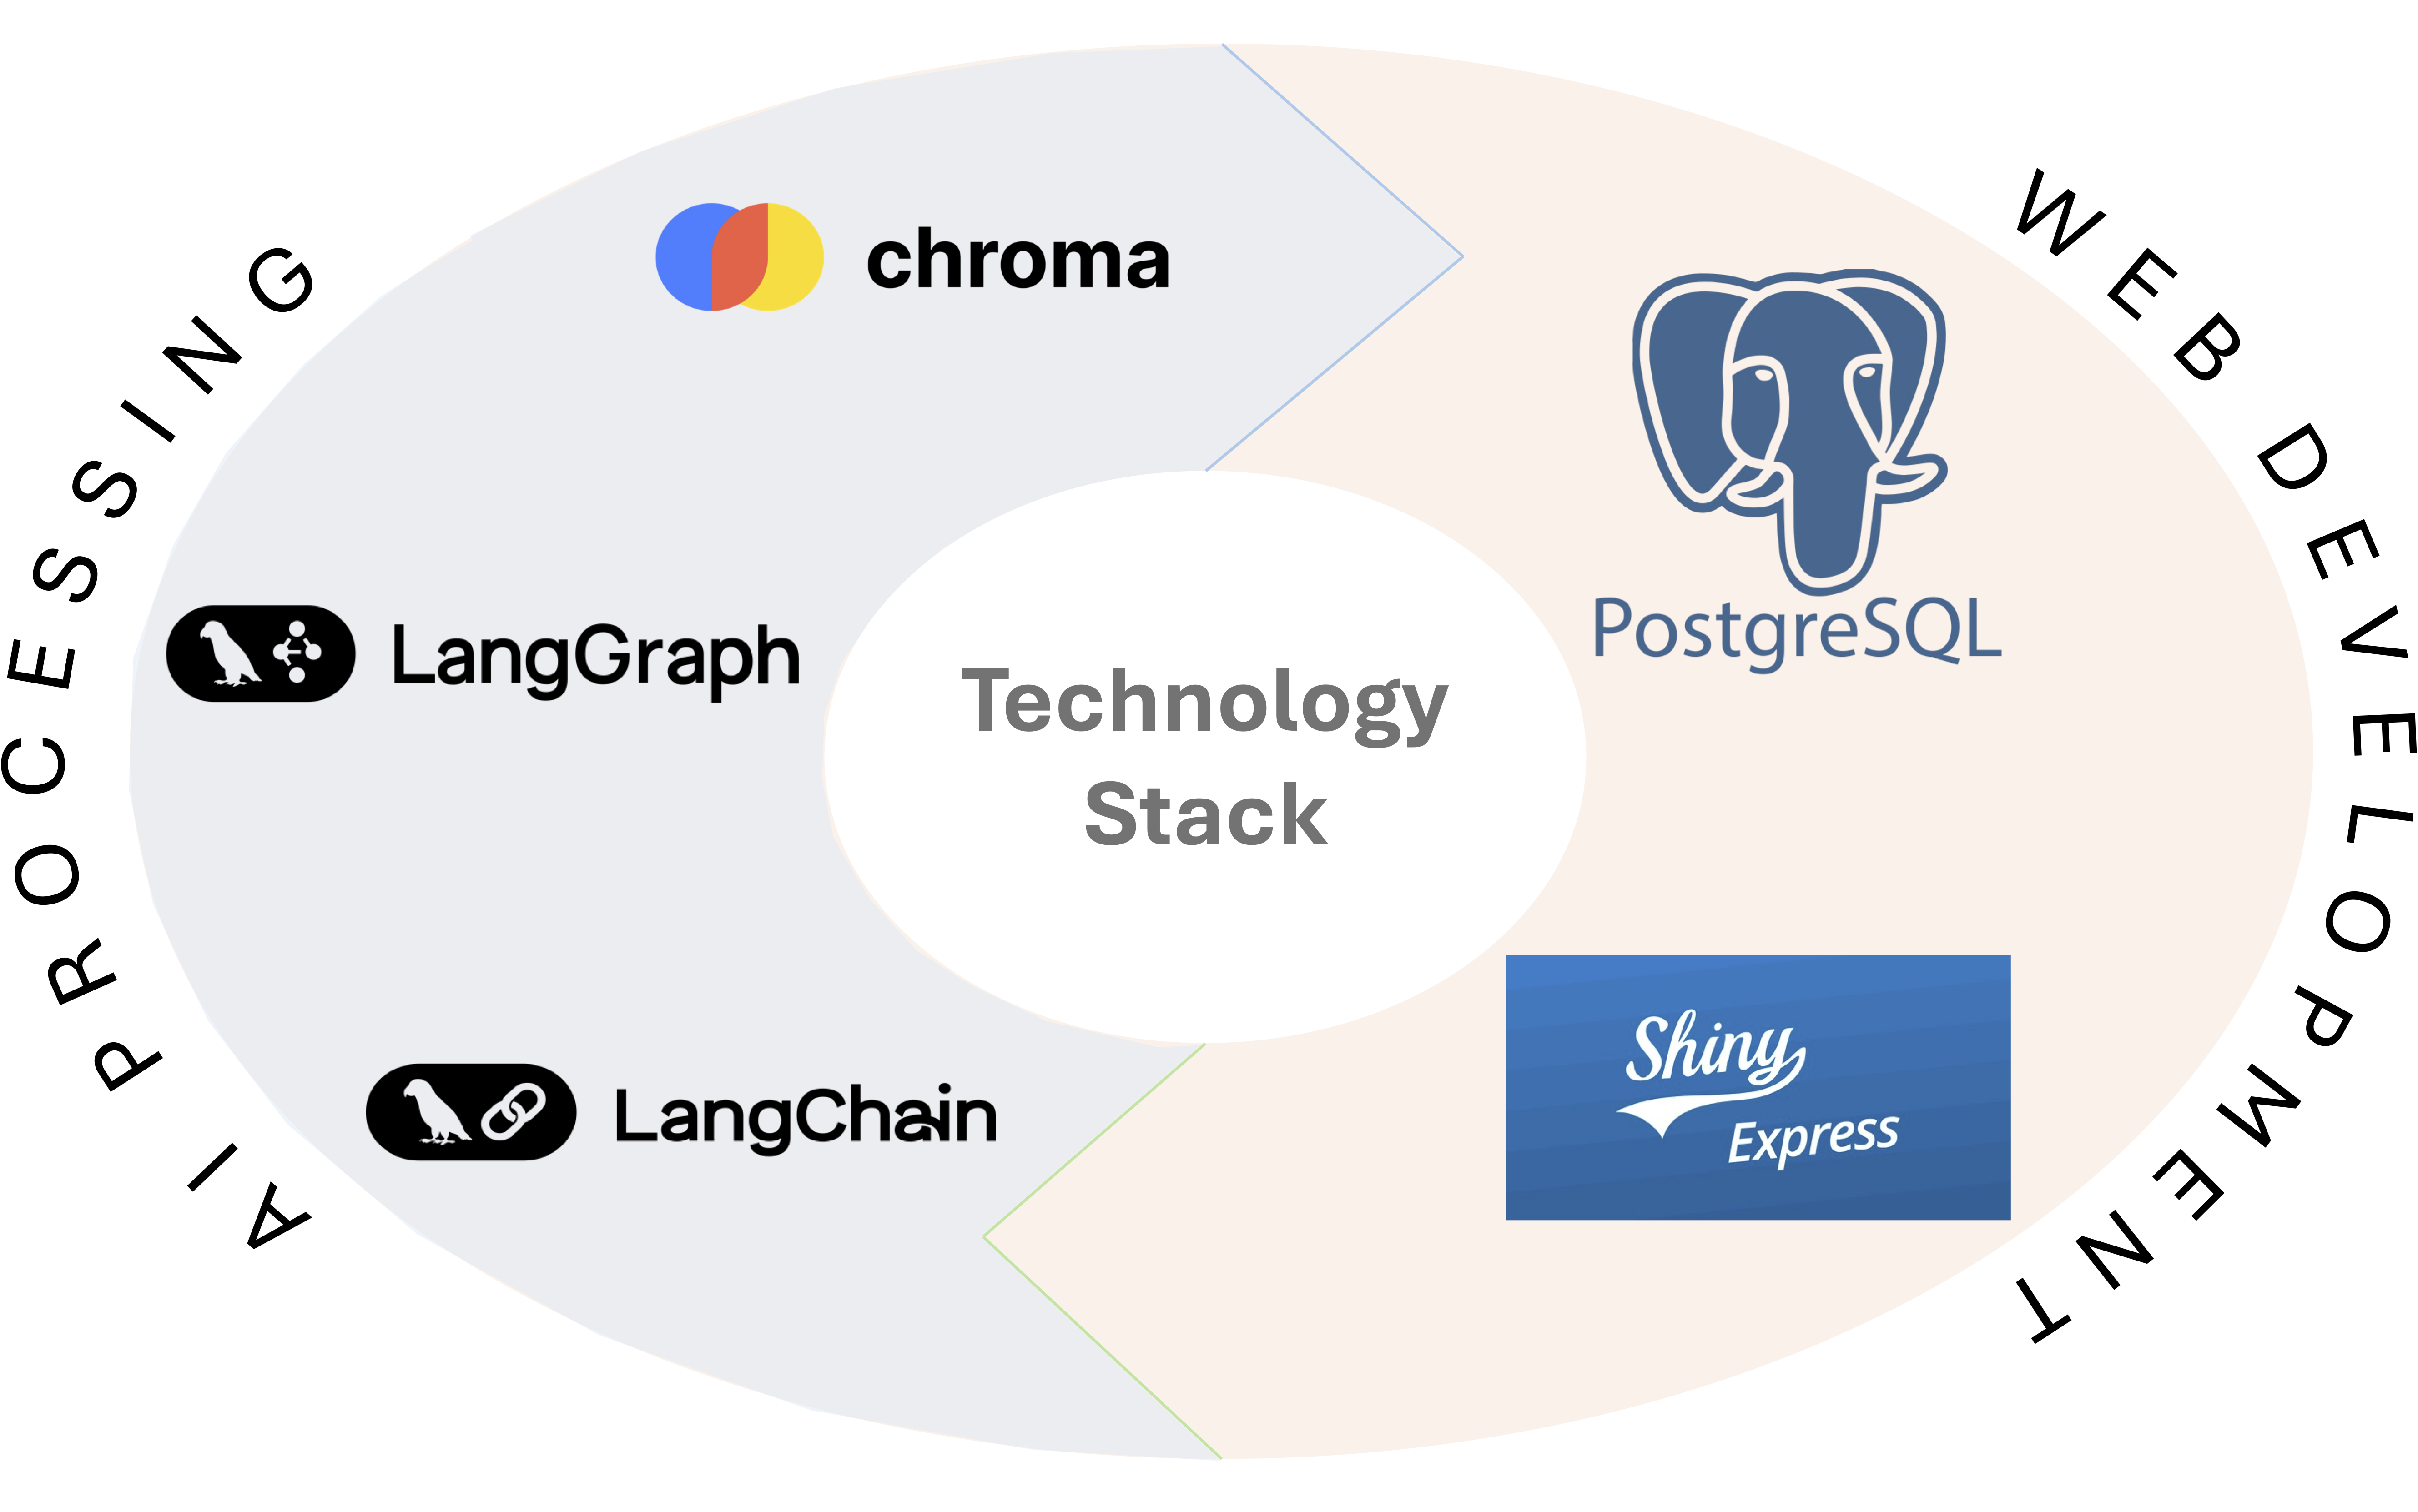 AI PROCESSING
chroma
LangGraph
LangChain
Technology
Stack
WEB DEVELOPMENT
PostgreSQL
Shiny
Express